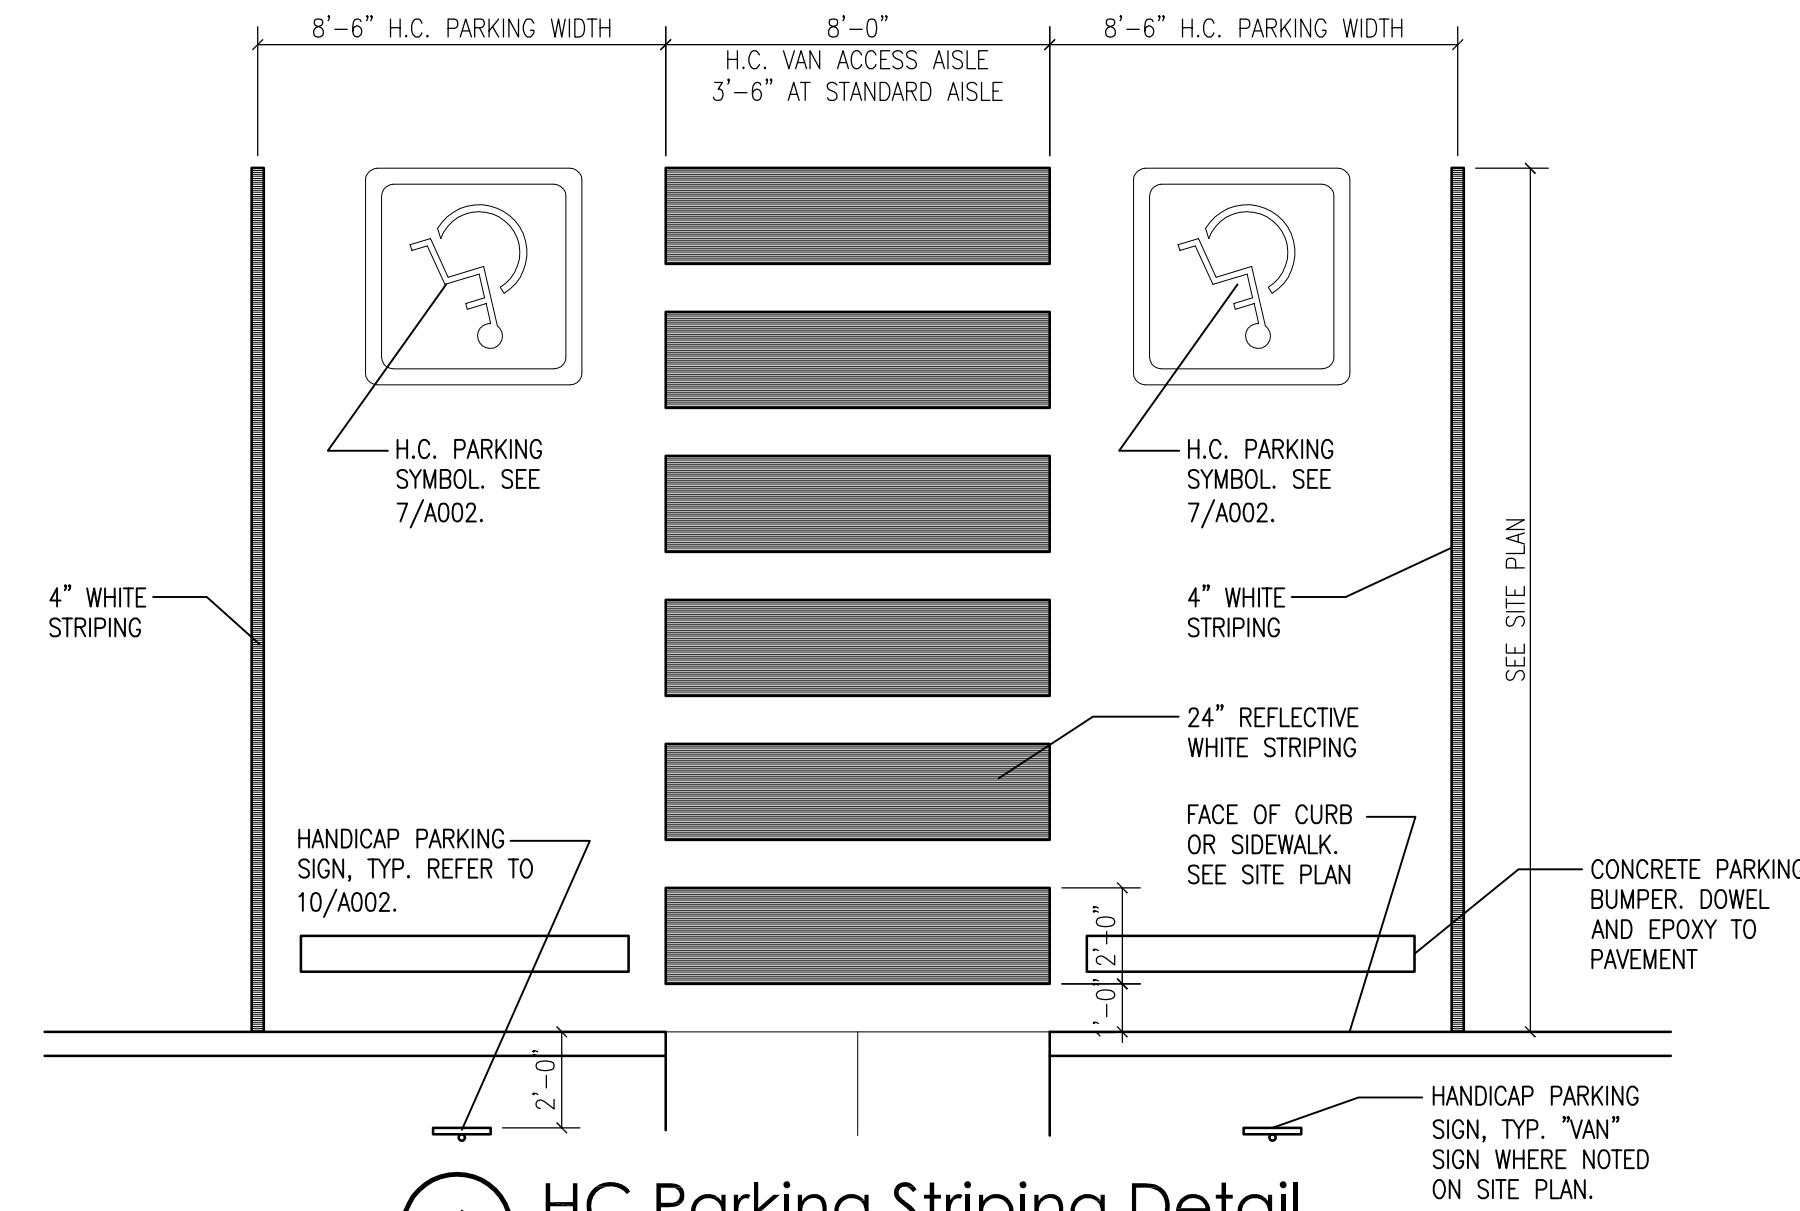 8'-6" H.C. PARKING WIDTH
8'-0"
8'-6" H.C. PARKING WIDTH
H.C. VAN ACCESS AISLE
3'-6" AT STANDARD AISLE
H.C. PARKING
SYMBOL. SEE
7/A002.
H.C. PARKING
SYMBOL. SEE
7/A002.
4" WHITE
STRIPING
4" WHITE
STRIPING
SEE SITE PLAN
24" REFLECTIVE
WHITE STRIPING
HANDICAP PARKING
SIGN, TYP. REFER TO
10/A002.
FACE OF CURB
OR SIDEWALK.
SEE SITE PLAN
CONCRETE PARKING
BUMPER. DOWEL
AND EPOXY TO
PAVEMENT
2'-0"
'-0"
2'-0"
HANDICAP PARKING
SIGN, TYP. "VAN"
SIGN WHERE NOTED
ON SITE PLAN.
HC Parking Striping Detail